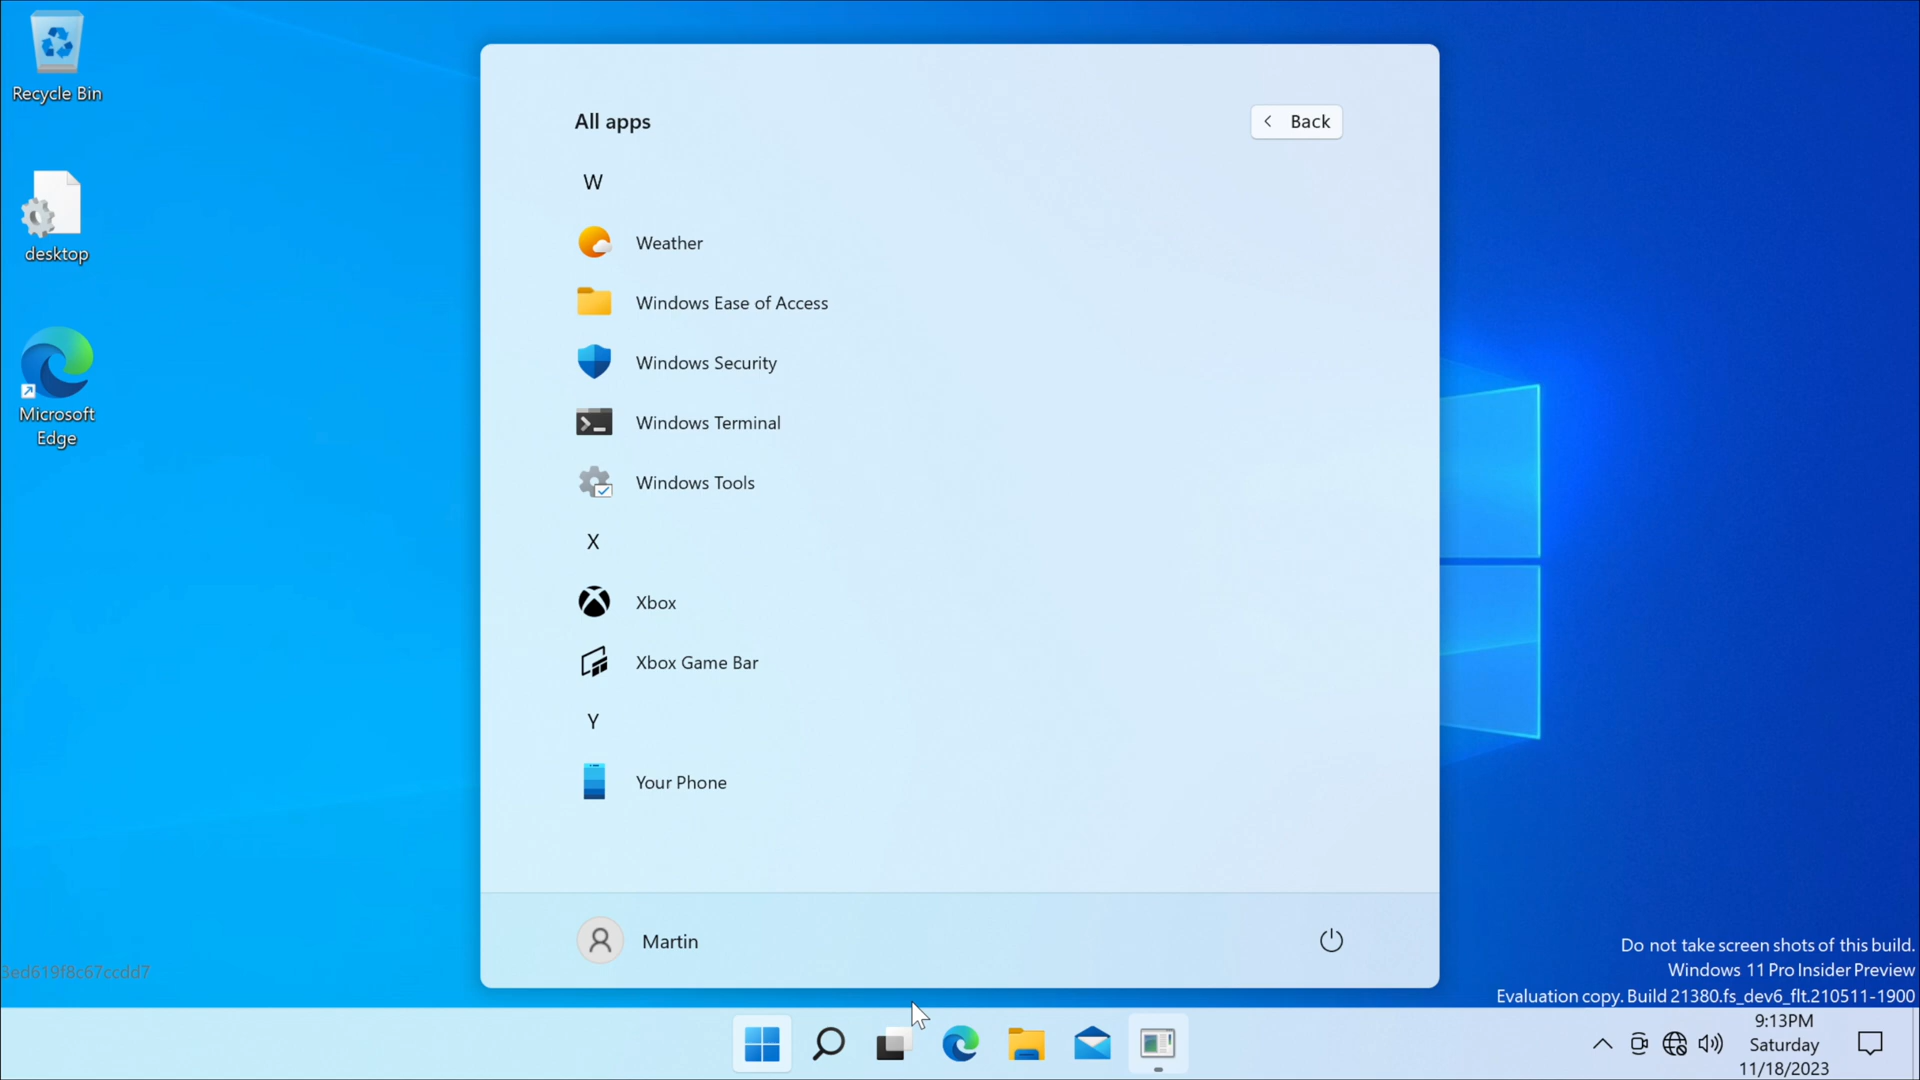 Recycle Bin
desktop
Microsoft
Edge
All apps
Back
W
Weather
Windows Ease of Access
Windows Security
Windows Terminal
Windows Tools
X
Xbox
Xbox Game Bar
Y
Your Phone
Martin
3ed619f8c67ccdd7
Do not take screen shots of this build.
Windows 11 Pro Insider Preview
Evaluation copy. Build 21380.fs_dev6_flt.210511-1900
9:13PM
Saturday
11/18/2023